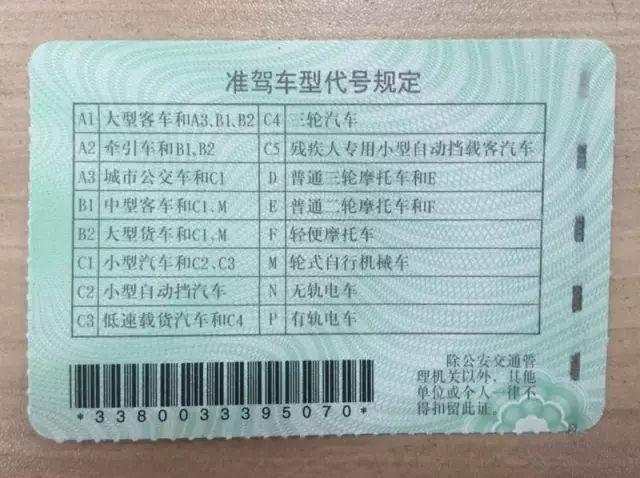 准驾车型代号规定
A1 大型客车和A3、B1、B2 C4 三轮汽车
A2 牵引车和B1、B2 C5 残疾人专用小型自动挡载客汽车
A3 城市公交车和C1 D 普通三轮摩托车和E
B1 中型客车和C1、M E 普通二轮摩托车和F
B2 大型货车和C1、M F 轻便摩托车
C1 小型汽车和C2、C3 M 轮式自行机械车
C2 小型自动挡汽车 N 无轨电车
C3 低速载货汽车和C4 P 有轨电车
*3380033395070*
除公安交通管
理机关以外，其他
单位或个人一律不
得扣留此证。